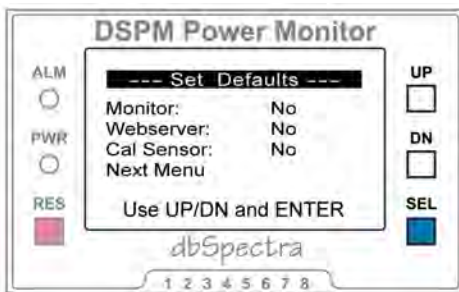 DSPM Power Monitor
ALM
PWR
RES
--- Set Defaults ---
Monitor: No
Webserver: No
Cal Sensor: No
Next Menu
Use UP/DN and ENTER
UP
DN
SEL
dbSpectra
1 2 3 4 5 6 7 8